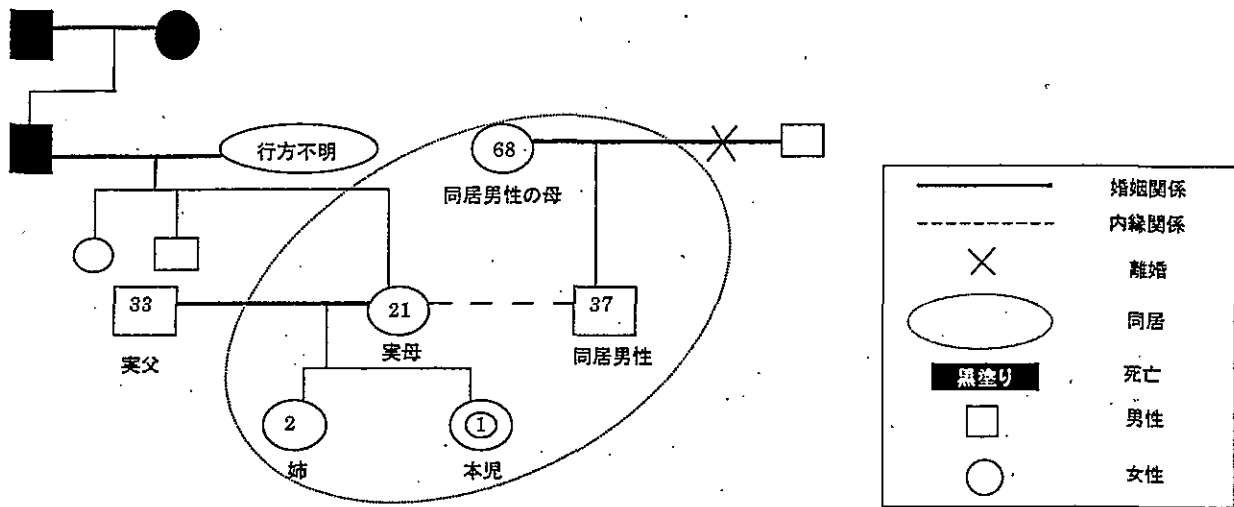 行方不明
68
同居男性の母
33
実父
21
実母
37
同居男性
2
姉
1
本児
婚姻関係
内縁関係
離婚
同居
黒塗り
死亡
男性
女性